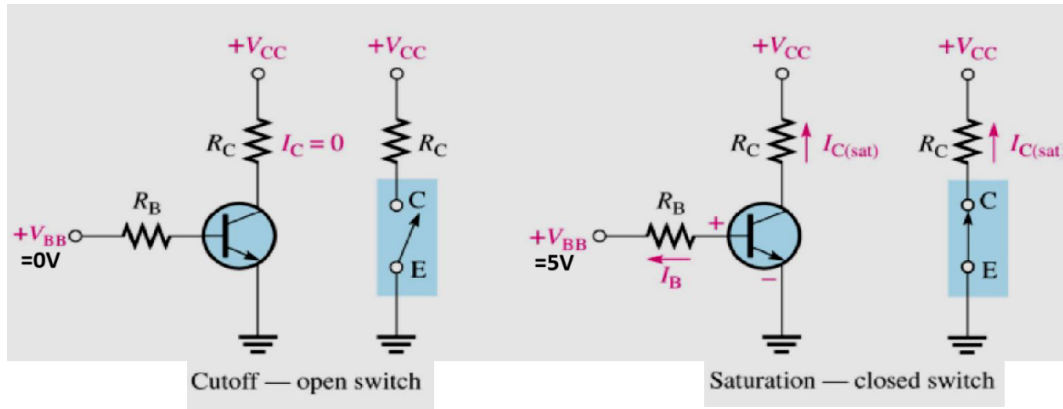 +VCC
+VCC
RC
IC = 0
RC
RB
C
+VBB
=0V
E
Cutoff — open switch
+VCC
+VCC
RC
IC(sat)
RC
IC(sat)
RB
+
C
+VBB
=5V
IB
–
E
Saturation — closed switch